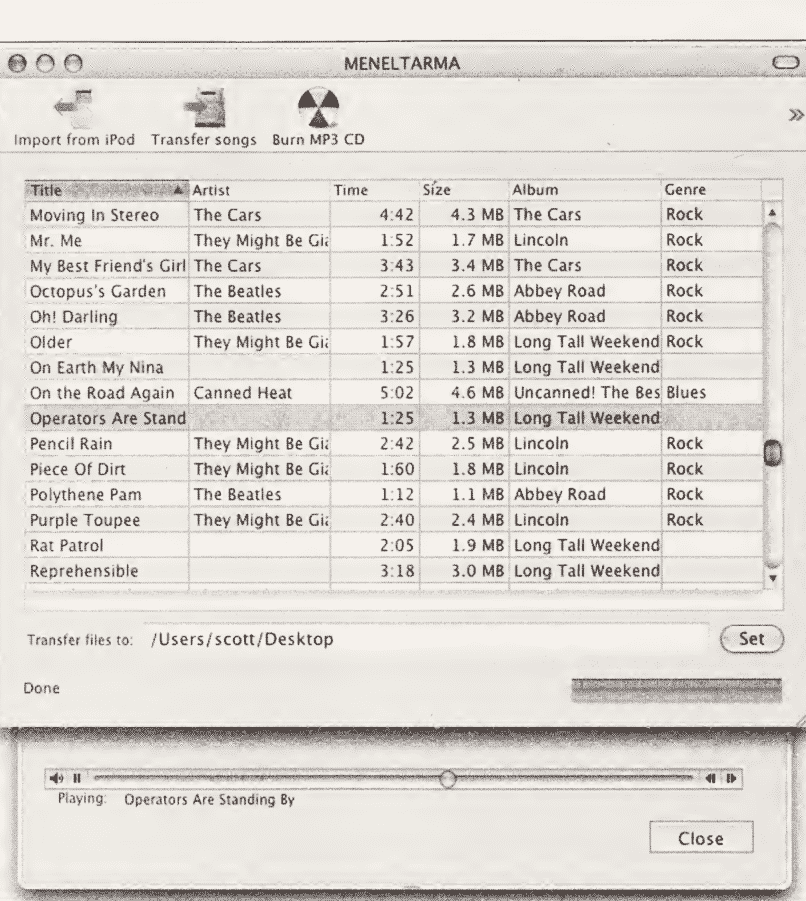 MENELTARMA
Import from iPod Transfer songs Burn MP3 CD
Title Artist Time Size Album Genre
Moving In Stereo The Cars 4:42 4.3 MB The Cars Rock
Mr. Me They Might Be Gia 1:52 1.7 MB Lincoln Rock
My Best Friend's Girl The Cars 3:43 3.4 MB The Cars Rock
Octopus's Garden The Beatles 2:51 2.6 MB Abbey Road Rock
Oh! Darling The Beatles 3:26 3.2 MB Abbey Road Rock
Older They Might Be Gia 1:57 1.8 MB Long Tall Weekend Rock
On Earth My Nina 1:25 1.3 MB Long Tall Weekend
On the Road Again Canned Heat 5:02 4.6 MB Uncanned! The Bes Blues
Operators Are Stand 1:25 1.3 MB Long Tall Weekend
Pencil Rain They Might Be Gia 2:42 2.5 MB Lincoln Rock
Piece Of Dirt They Might Be Gia 1:60 1.8 MB Lincoln Rock
Polythene Pam The Beatles 1:12 1.1 MB Abbey Road Rock
Purple Toupee They Might Be Gia 2:40 2.4 MB Lincoln Rock
Rat Patrol 2:05 1.9 MB Long Tall Weekend
Reprehensible 3:18 3.0 MB Long Tall Weekend
Transfer files to: /Users/scott/Desktop Set
Done
Playing: Operators Are Standing By
Close